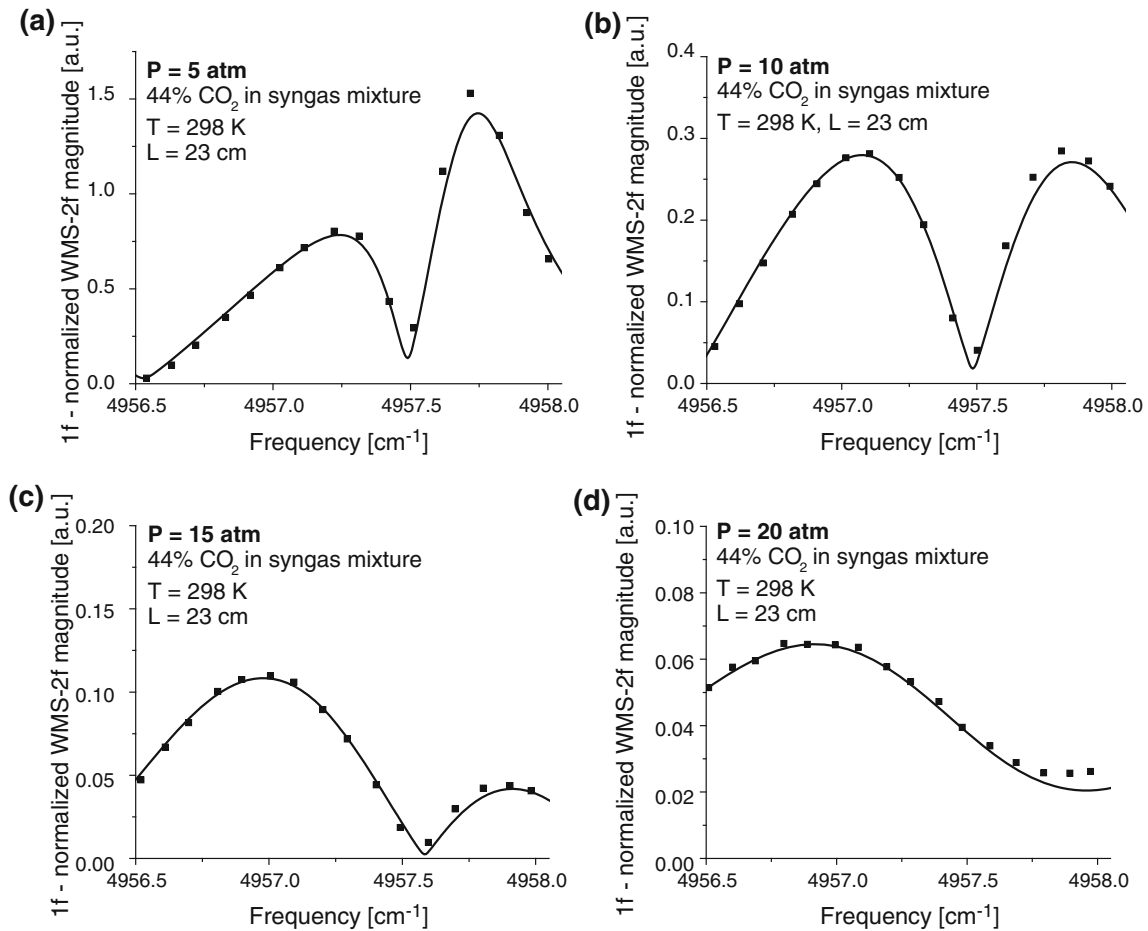 (a)
P = 5 atm
44% CO2 in syngas mixture
T = 298 K
L = 23 cm
1f - normalized WMS-2f magnitude [a.u.]
1.5
1.0
0.5
0.0
4956.5 4957.0 4957.5 4958.0
Frequency [cm-1]
(b)
P = 10 atm
44% CO2 in syngas mixture
T = 298 K, L = 23 cm
1f - normalized WMS-2f magnitude [a.u.]
0.4
0.3
0.2
0.1
0.0
4956.5 4957.0 4957.5 4958.0
Frequency [cm-1]
(c)
P = 15 atm
44% CO2 in syngas mixture
T = 298 K
L = 23 cm
1f - normalized WMS-2f magnitude [a.u.]
0.20
0.15
0.10
0.05
0.00
4956.5 4957.0 4957.5 4958.0
Frequency [cm-1]
(d)
P = 20 atm
44% CO2 in syngas mixture
T = 298 K
L = 23 cm
1f - normalized WMS-2f magnitude [a.u.]
0.10
0.08
0.06
0.04
0.02
0.00
4956.5 4957.0 4957.5 4958.0
Frequency [cm-1]